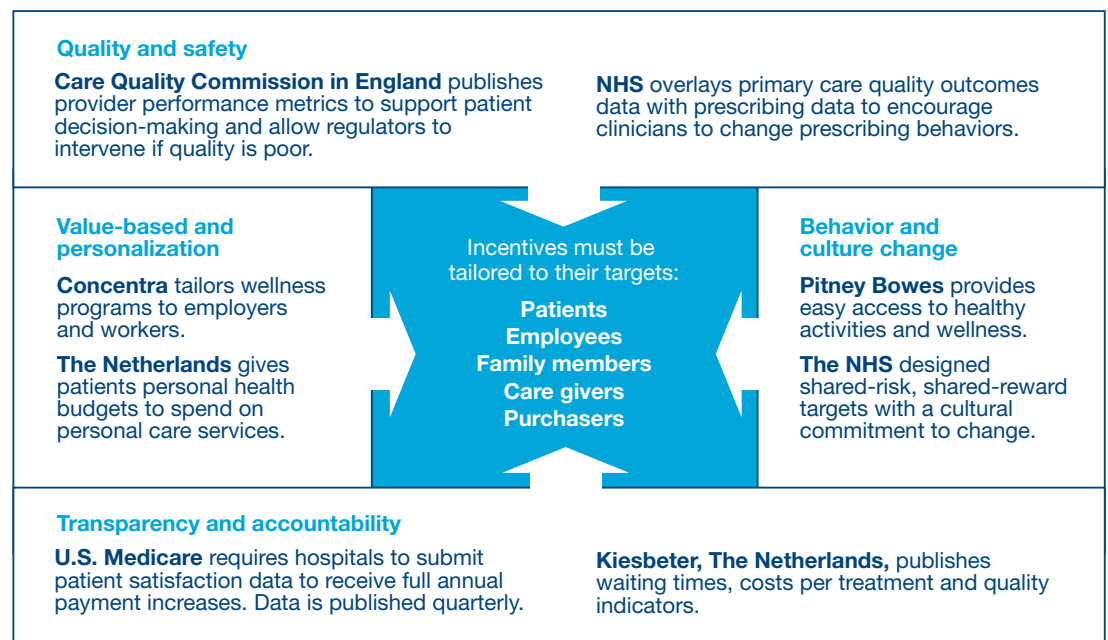 Quality and safety
Care Quality Commission in England publishes
provider performance metrics to support patient
decision-making and allow regulators to
intervene if quality is poor.
NHS overlays primary care quality outcomes
data with prescribing data to encourage
clinicians to change prescribing behaviors.
Value-based and
personalization
Concentra tailors wellness
programs to employers
and workers.
The Netherlands gives
patients personal health
budgets to spend on
personal care services.
Incentives must be
tailored to their targets:
Patients
Employees
Family members
Care givers
Purchasers
Behavior and
culture change
Pitney Bowes provides
easy access to healthy
activities and wellness.
The NHS designed
shared-risk, shared-reward
targets with a cultural
commitment to change.
Transparency and accountability
U.S. Medicare requires hospitals to submit
patient satisfaction data to receive full annual
payment increases. Data is published quarterly.
Kiesbeter, The Netherlands, publishes
waiting times, costs per treatment and quality
indicators.